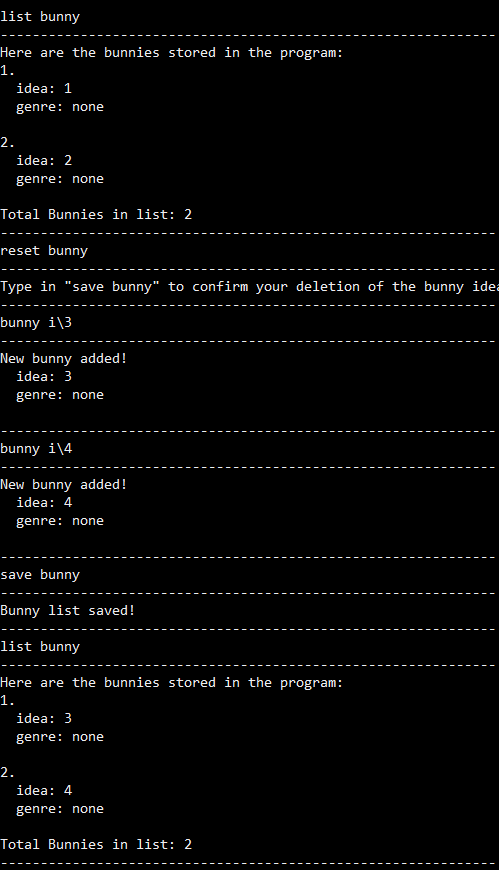 list bunny
--------------------------------------------------------------
Here are the bunnies stored in the program:
1.
  idea: 1
  genre: none

2.
  idea: 2
  genre: none

Total Bunnies in list: 2
--------------------------------------------------------------
reset bunny
--------------------------------------------------------------
Type in "save bunny" to confirm your deletion of the bunny idea
--------------------------------------------------------------
bunny i\3
--------------------------------------------------------------
New bunny added!
  idea: 3
  genre: none

--------------------------------------------------------------
bunny i\4
--------------------------------------------------------------
New bunny added!
  idea: 4
  genre: none

--------------------------------------------------------------
save bunny
--------------------------------------------------------------
Bunny list saved!
--------------------------------------------------------------
list bunny
--------------------------------------------------------------
Here are the bunnies stored in the program:
1.
  idea: 3
  genre: none

2.
  idea: 4
  genre: none

Total Bunnies in list: 2
--------------------------------------------------------------